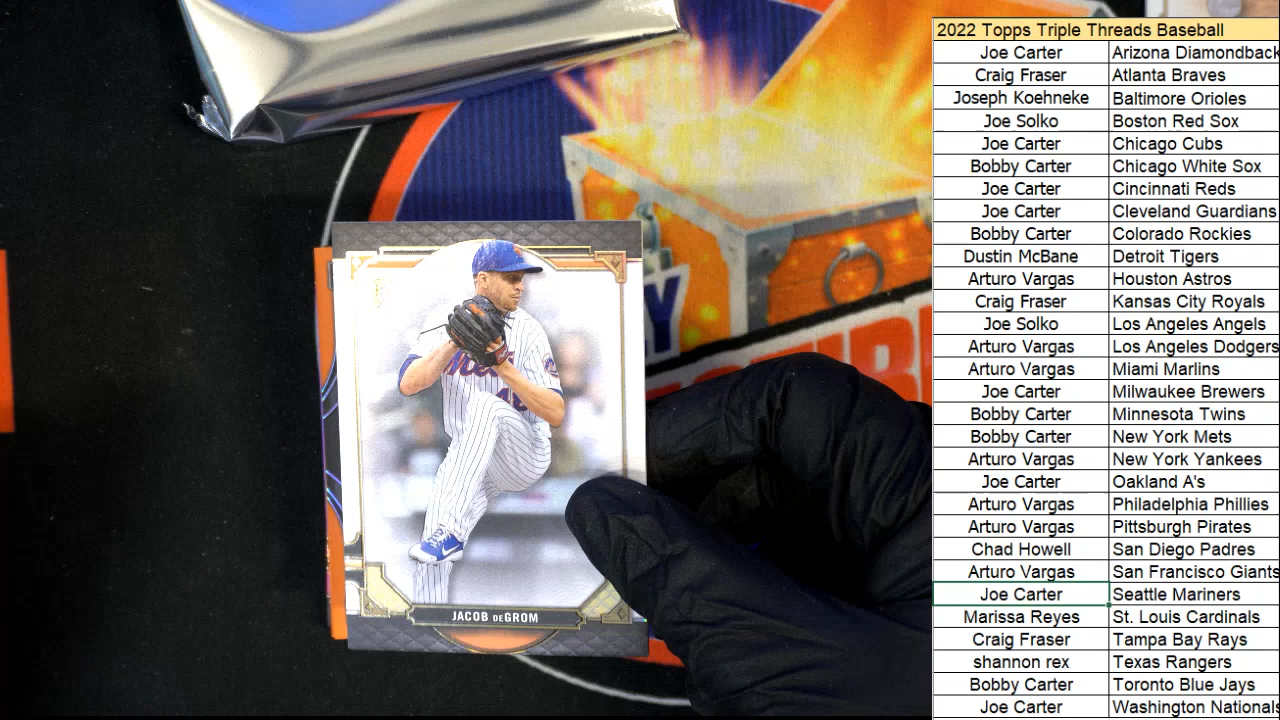 2022 Topps Triple Threads Baseball
Joe Carter Arizona Diamondback
Craig Fraser Atlanta Braves
Joseph Koehneke Baltimore Orioles
Joe Solko Boston Red Sox
Joe Carter Chicago Cubs
Bobby Carter Chicago White Sox
Joe Carter Cincinnati Reds
Joe Carter Cleveland Guardians
Bobby Carter Colorado Rockies
Dustin McBane Detroit Tigers
Arturo Vargas Houston Astros
Craig Fraser Kansas City Royals
Joe Solko Los Angeles Angels
Arturo Vargas Los Angeles Dodgers
Arturo Vargas Miami Marlins
Joe Carter Milwaukee Brewers
Bobby Carter Minnesota Twins
Bobby Carter New York Mets
Arturo Vargas New York Yankees
Joe Carter Oakland A's
Arturo Vargas Philadelphia Phillies
Arturo Vargas Pittsburgh Pirates
Chad Howell San Diego Padres
Arturo Vargas San Francisco Giants
Joe Carter Seattle Mariners
Marissa Reyes St. Louis Cardinals
Craig Fraser Tampa Bay Rays
shannon rex Texas Rangers
Bobby Carter Toronto Blue Jays
Joe Carter Washington Nationals
Mets
JACOB deGROM